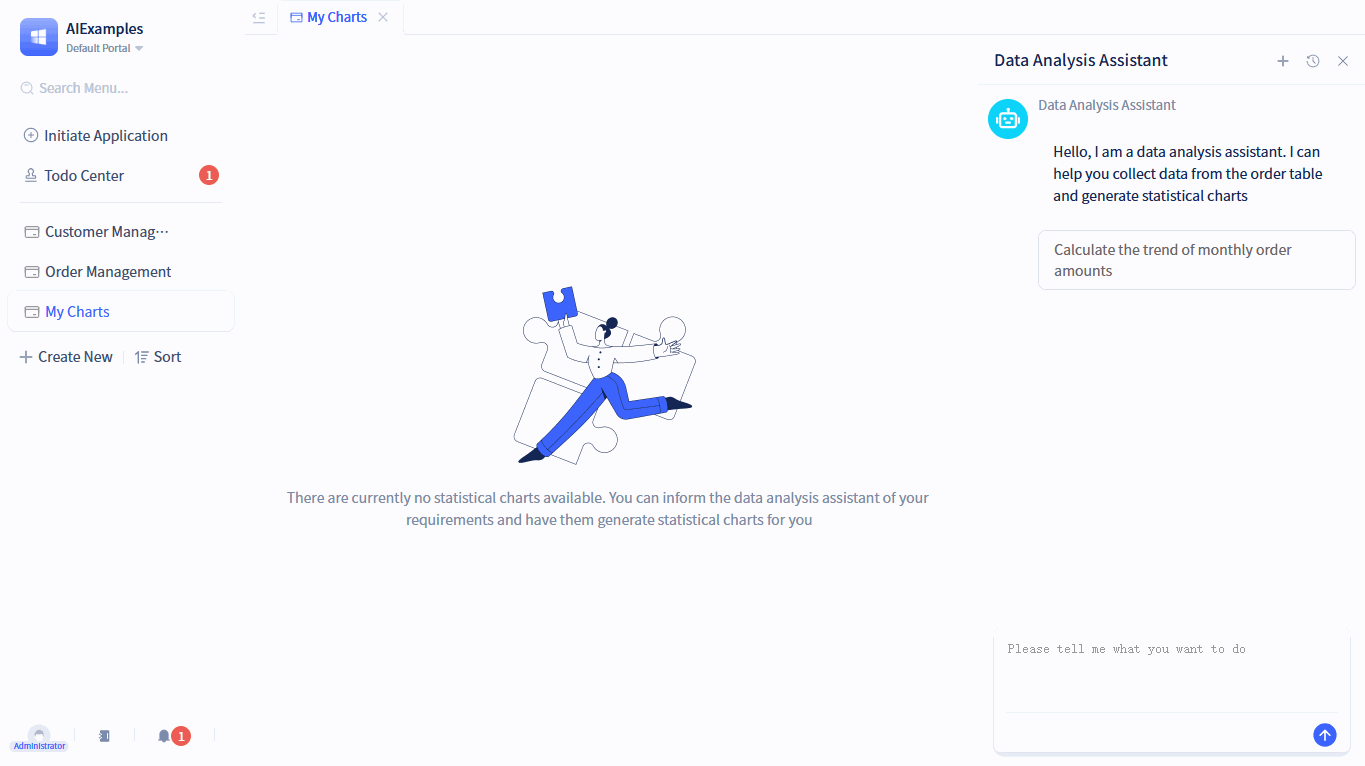 AIExamples
Default Portal
Search Menu...
Initiate Application
Todo Center
1
Customer Manag···
Order Management
My Charts
Create New
Sort
Administrator
1
My Charts
There are currently no statistical charts available. You can inform the data analysis assistant of your
requirements and have them generate statistical charts for you
Data Analysis Assistant
Data Analysis Assistant
Hello, I am a data analysis assistant. I can
help you collect data from the order table
and generate statistical charts
Calculate the trend of monthly order
amounts
Please tell me what you want to do